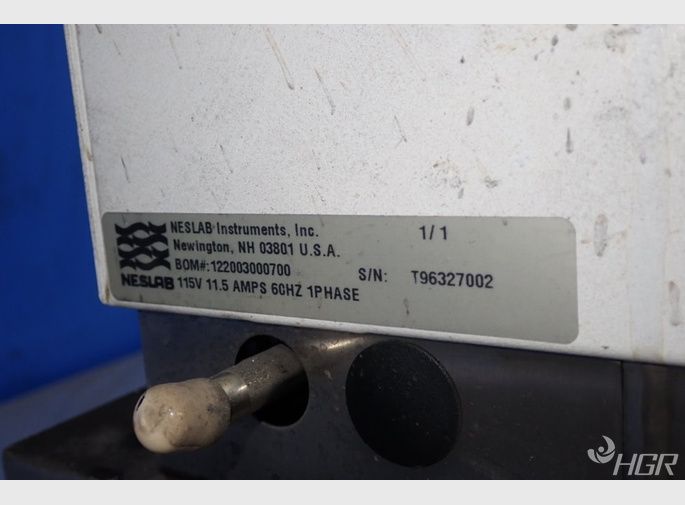 NESLAB Instruments, Inc.
1/1
Newington, NH 03801 U.S.A.
BOM#:122003000700
S/N: T96327002
NESLAB
115V 11.5 AMPS 60HZ 1PHASE
HGR